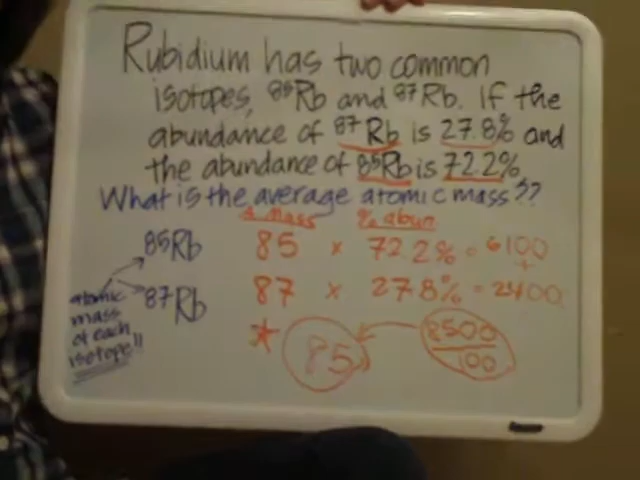 Rubidium has two common
isotopes, ⁸⁵Rb and ⁸⁷Rb. If the
abundance of ⁸⁷Rb is 27.8% and
the abundance of ⁸⁵Rb is 72.2%,
What is the average atomic mass??
a. mass % abun
⁸⁵Rb 85 x 72.2% = 6100
+
⁸⁷Rb 87 x 27.8% = 2400
atomic
mass
of each
isotope!!
* 85 8500
100